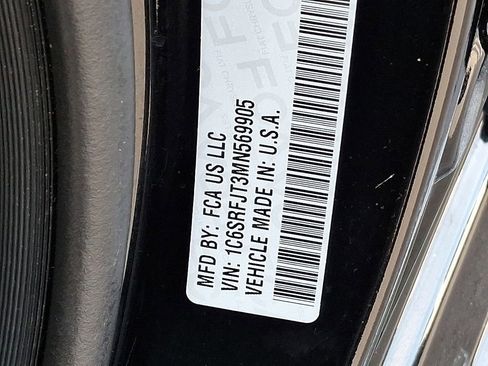 MFD BY: FCA US LLC
VIN: 1C6SRFJT3MN569905
VEHICLE MADE IN: U.S.A.